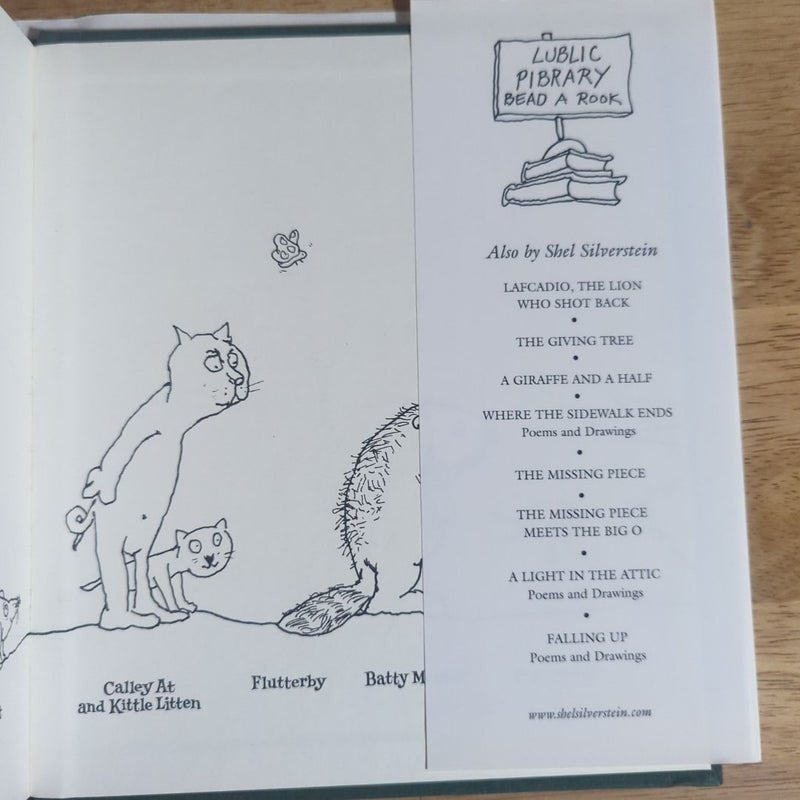 LUBLIC
PIBRARY
BEAD A ROOK
Also by Shel Silverstein
LAFCADIO, THE LION
WHO SHOT BACK
•
THE GIVING TREE
•
A GIRAFFE AND A HALF
•
WHERE THE SIDEWALK ENDS
Poems and Drawings
•
THE MISSING PIECE
•
THE MISSING PIECE
MEETS THE BIG O
•
A LIGHT IN THE ATTIC
Poems and Drawings
•
FALLING UP
Poems and Drawings
www.shelsilverstein.com
Calley At
and Kittle Litten
Flutterby
Batty M